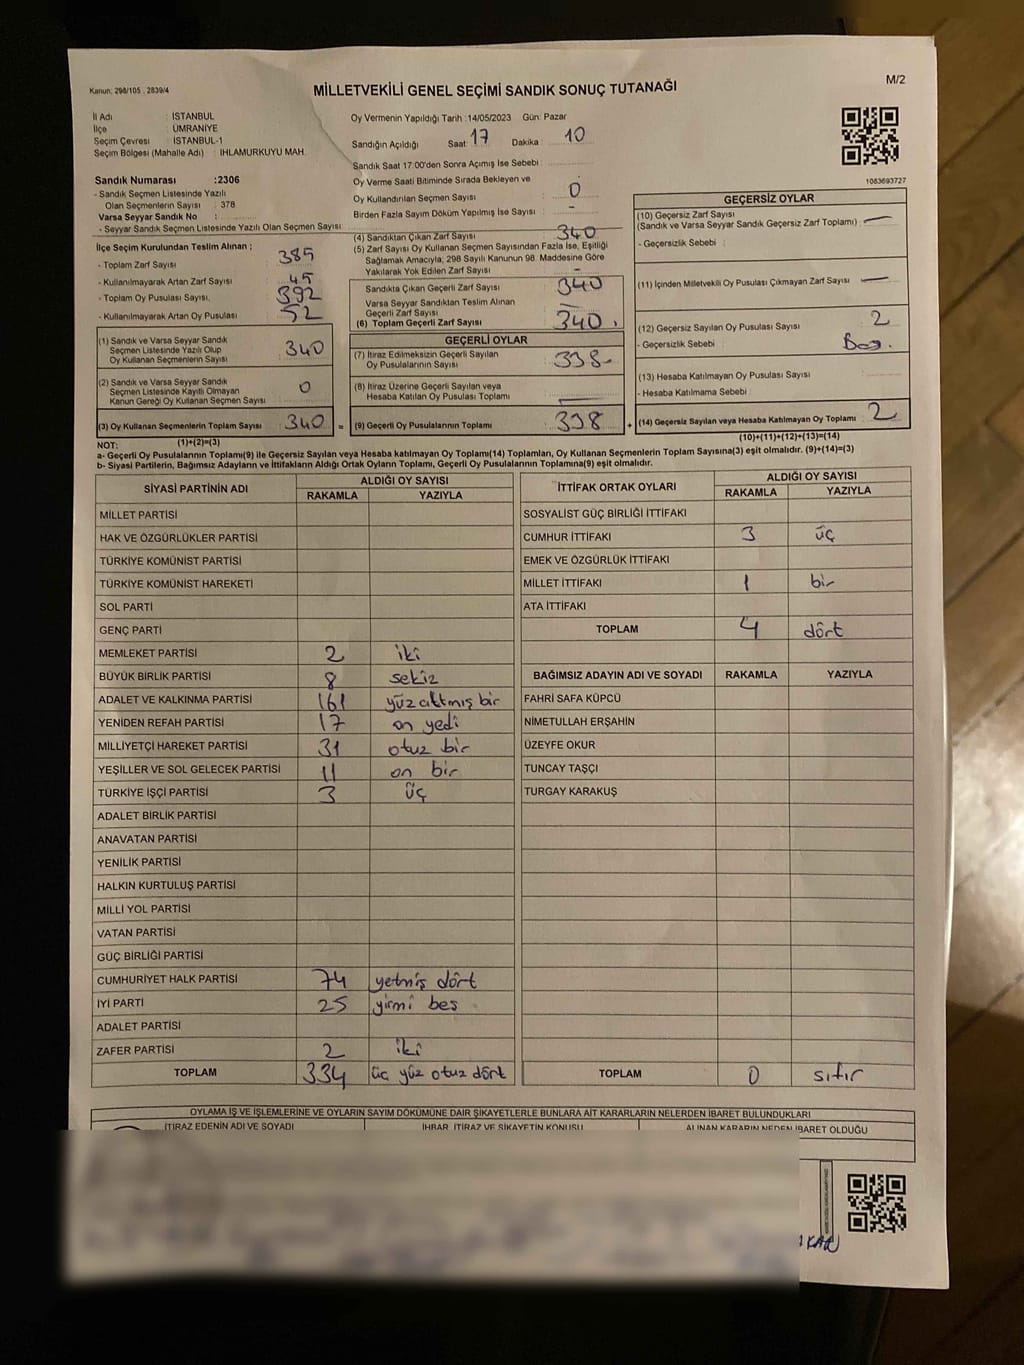 Kanun: 298/105 , 2839/4
MİLLETVEKİLİ GENEL SEÇİMİ SANDIK SONUÇ TUTANAĞI
M/2
İl Adı : İSTANBUL
İlçe : ÜMRANİYE
Seçim Çevresi : İSTANBUL-1
Seçim Bölgesi (Mahalle Adı) : IHLAMURKUYU MAH.
Sandık Numarası :2306
- Sandık Seçmen Listesinde Yazılı
Olan Seçmenlerin Sayısı : 378
Varsa Seyyar Sandık No :
- Seyyar Sandık Seçmen Listesinde Yazılı Olan Seçmen Sayısı :
İlçe Seçim Kurulundan Teslim Alınan :
- Toplam Zarf Sayısı : 385
- Kullanılmayarak Artan Zarf Sayısı : 45
- Toplam Oy Pusulası Sayısı : 392
- Kullanılmayarak Artan Oy Pusulası : 52
(1) Sandık ve Varsa Seyyar Sandık
Seçmen Listesinde Yazılı Olup
Oy Kullanan Seçmenlerin Sayısı : 340
(2) Sandık ve Varsa Seyyar Sandık
Seçmen Listesinde Kayıtlı Olmayan
Kanun Gereği Oy Kullanan Seçmen Sayısı : 0
(3) Oy Kullanan Seçmenlerin Toplam Sayısı : 340 =
(1)+(2)=(3)
Oy Vermenin Yapıldığı Tarih :14/05/2023 Gün: Pazar
Sandığın Açıldığı Saat: 17 Dakika : 10
Sandık Saat 17:00'den Sonra Açılmış İse Sebebi :
Oy Verme Saati Bitiminde Sırada Bekleyen ve
Oy Kullandırılan Seçmen Sayısı : 0
Birden Fazla Sayım Döküm Yapılmış İse Sayısı : -
(4) Sandıktan Çıkan Zarf Sayısı : 340
(5) Zarf Sayısı Oy Kullanan Seçmen Sayısından Fazla İse, Eşitliği
Sağlamak Amacıyla; 298 Sayılı Kanunun 98. Maddesine Göre
Yakılarak Yok Edilen Zarf Sayısı : -
Sandıkta Çıkan Geçerli Zarf Sayısı : 340
Varsa Seyyar Sandıktan Teslim Alınan
Geçerli Zarf Sayısı : -
(6) Toplam Geçerli Zarf Sayısı : 340
GEÇERLİ OYLAR
(7) İtiraz Edilmeksizin Geçerli Sayılan
Oy Pusulalarının Sayısı : 338
(8) İtiraz Üzerine Geçerli Sayılan veya
Hesaba Katılan Oy Pusulası Toplamı : -
(9) Geçerli Oy Pusulalarının Toplamı : 338 +
1063693727
GEÇERSİZ OYLAR
(10) Geçersiz Zarf Sayısı
(Sandık ve Varsa Seyyar Sandık Geçersiz Zarf Toplamı) : -
- Geçersizlik Sebebi :
(11) İçinden Milletvekili Oy Pusulası Çıkmayan Zarf Sayısı : -
(12) Geçersiz Sayılan Oy Pusulası Sayısı : 2
- Geçersizlik Sebebi :
(13) Hesaba Katılmayan Oy Pusulası Sayısı :
- Hesaba Katılmama Sebebi :
(14) Geçersiz Sayılan veya Hesaba Katılmayan Oy Toplamı : 2
(10)+(11)+(12)+(13)=(14)
NOT:
a- Geçerli Oy Pusulalarının Toplamı(9) ile Geçersiz Sayılan veya Hesaba katılmayan Oy Toplamı(14) Toplamları, Oy Kullanan Seçmenlerin Toplam Sayısına(3) eşit olmalıdır. (9)+(14)=(3)
b- Siyasi Partilerin, Bağımsız Adayların ve İttifakların Aldığı Ortak Oyların Toplamı, Geçerli Oy Pusulalarının Toplamına(9) eşit olmalıdır.
SİYASİ PARTİNİN ADI ALDIĞI OY SAYISI
RAKAMLA YAZIYLA
MİLLET PARTİSİ
HAK VE ÖZGÜRLÜKLER PARTİSİ
TÜRKİYE KOMÜNİST PARTİSİ
TÜRKİYE KOMÜNİST HAREKETİ
SOL PARTİ
GENÇ PARTİ
MEMLEKET PARTİSİ 2 iki
BÜYÜK BİRLİK PARTİSİ 8 sekiz
ADALET VE KALKINMA PARTİSİ 161 yüz altmış bir
YENİDEN REFAH PARTİSİ 17 on yedi
MİLLİYETÇİ HAREKET PARTİSİ 31 otuz bir
YEŞİLLER VE SOL GELECEK PARTİSİ 11 on bir
TÜRKİYE İŞÇİ PARTİSİ 3 üç
ADALET BİRLİK PARTİSİ
ANAVATAN PARTİSİ
YENİLİK PARTİSİ
HALKIN KURTULUŞ PARTİSİ
MİLLİ YOL PARTİSİ
VATAN PARTİSİ
GÜÇ BİRLİĞİ PARTİSİ
CUMHURİYET HALK PARTİSİ 74 yetmiş dört
İYİ PARTİ 25 yirmi beş
ADALET PARTİSİ
ZAFER PARTİSİ 2 iki
TOPLAM 334 üç yüz otuz dört
İTTİFAK ORTAK OYLARI ALDIĞI OY SAYISI
RAKAMLA YAZIYLA
SOSYALİST GÜÇ BİRLİĞİ İTTİFAKI
CUMHUR İTTİFAKI 3 üç
EMEK VE ÖZGÜRLÜK İTTİFAKI
MİLLET İTTİFAKI 1 bir
ATA İTTİFAKI
TOPLAM 4 dört
BAĞIMSIZ ADAYIN ADI VE SOYADI RAKAMLA YAZIYLA
FAHRİ SAFA KÜPCÜ
NİMETULLAH ERŞAHİN
ÜZEYFE OKUR
TUNCAY TAŞÇI
TURGAY KARAKUŞ
TOPLAM 0 sıfır
OYLAMA İŞ VE İŞLEMLERİNE VE OYLARIN SAYIM DÖKÜMÜNE DAİR ŞİKAYETLERLE BUNLARA AİT KARARLARIN NELERDEN İBARET BULUNDUKLARI
İTİRAZ EDENİN ADI VE SOYADI İHBAR, İTİRAZ VE ŞİKAYETİN KONUSU ALINAN KARARIN NEDEN İBARET OLDUĞU